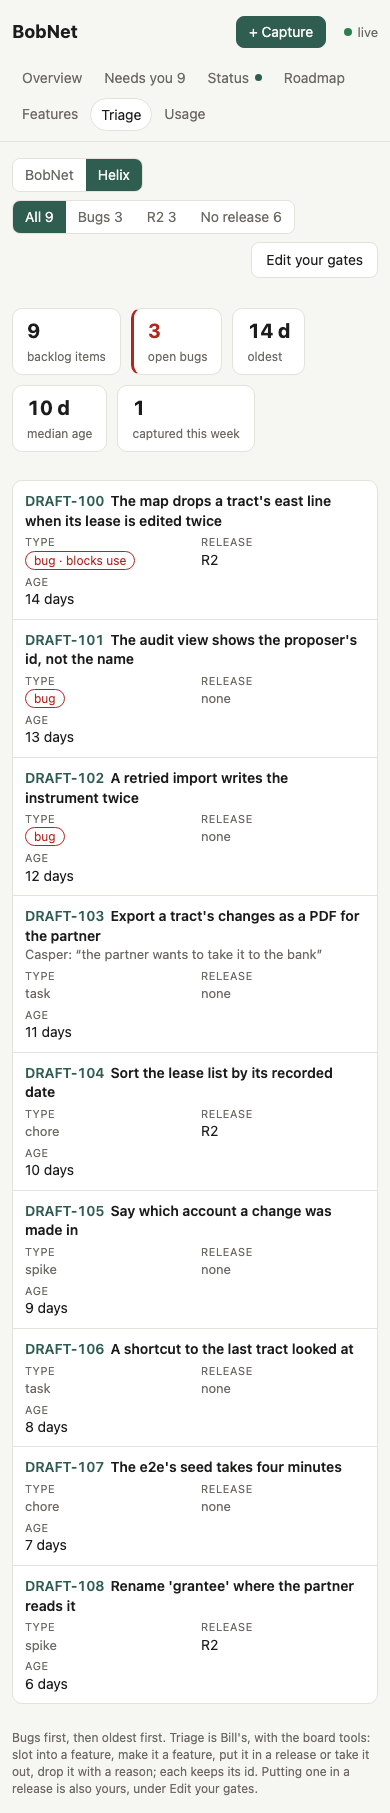 BobNet
+ Capture
live
Overview
Needs you 9
Status
Roadmap
Features
Triage
Usage
BobNet
Helix
All 9
Bugs 3
R2 3
No release 6
Edit your gates
9
backlog items
3
open bugs
14 d
oldest
10 d
median age
1
captured this week
DRAFT-100 The map drops a tract's east line
when its lease is edited twice
TYPE
RELEASE
bug · blocks use
R2
AGE
14 days
DRAFT-101 The audit view shows the proposer's
id, not the name
TYPE
RELEASE
bug
none
AGE
13 days
DRAFT-102 A retried import writes the
instrument twice
TYPE
RELEASE
bug
none
AGE
12 days
DRAFT-103 Export a tract's changes as a PDF for
the partner
Casper: “the partner wants to take it to the bank”
TYPE
RELEASE
task
none
AGE
11 days
DRAFT-104 Sort the lease list by its recorded
date
TYPE
RELEASE
chore
R2
AGE
10 days
DRAFT-105 Say which account a change was
made in
TYPE
RELEASE
spike
none
AGE
9 days
DRAFT-106 A shortcut to the last tract looked at
TYPE
RELEASE
task
none
AGE
8 days
DRAFT-107 The e2e's seed takes four minutes
TYPE
RELEASE
chore
none
AGE
7 days
DRAFT-108 Rename 'grantee' where the partner
reads it
TYPE
RELEASE
spike
R2
AGE
6 days
Bugs first, then oldest first. Triage is Bill's, with the board tools:
slot into a feature, make it a feature, put it in a release or take it
out, drop it with a reason; each keeps its id. Putting one in a
release is also yours, under Edit your gates.